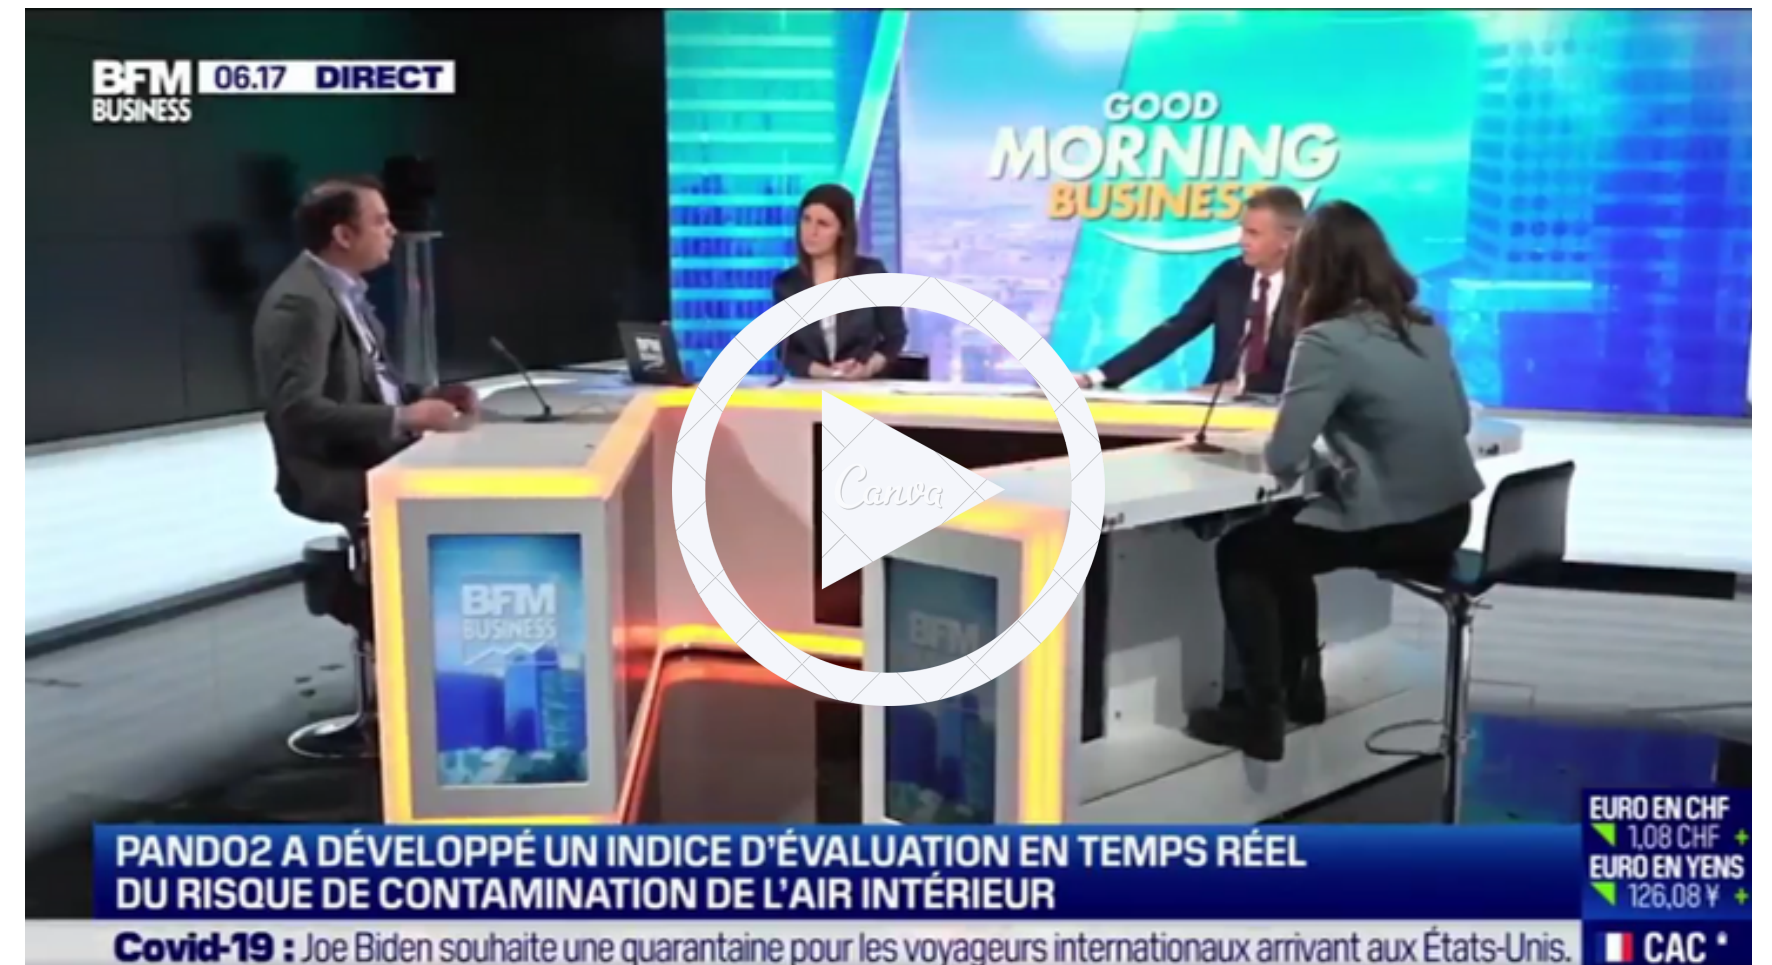 BFM
BUSINESS
06.17 DIRECT
GOOD
MORNING
BUSINESS
BFM
Canva
BFM
BUSINESS
BFM
PANDO2 A DÉVELOPPÉ UN INDICE D'ÉVALUATION EN TEMPS RÉEL
DU RISQUE DE CONTAMINATION DE L'AIR INTÉRIEUR
EURO EN CHF
1,08 CHF +
EURO EN YENS
126,08 ¥ +
Covid-19 : Joe Biden souhaite une quarantaine pour les voyageurs internationaux arrivant aux États-Unis.
CAC *